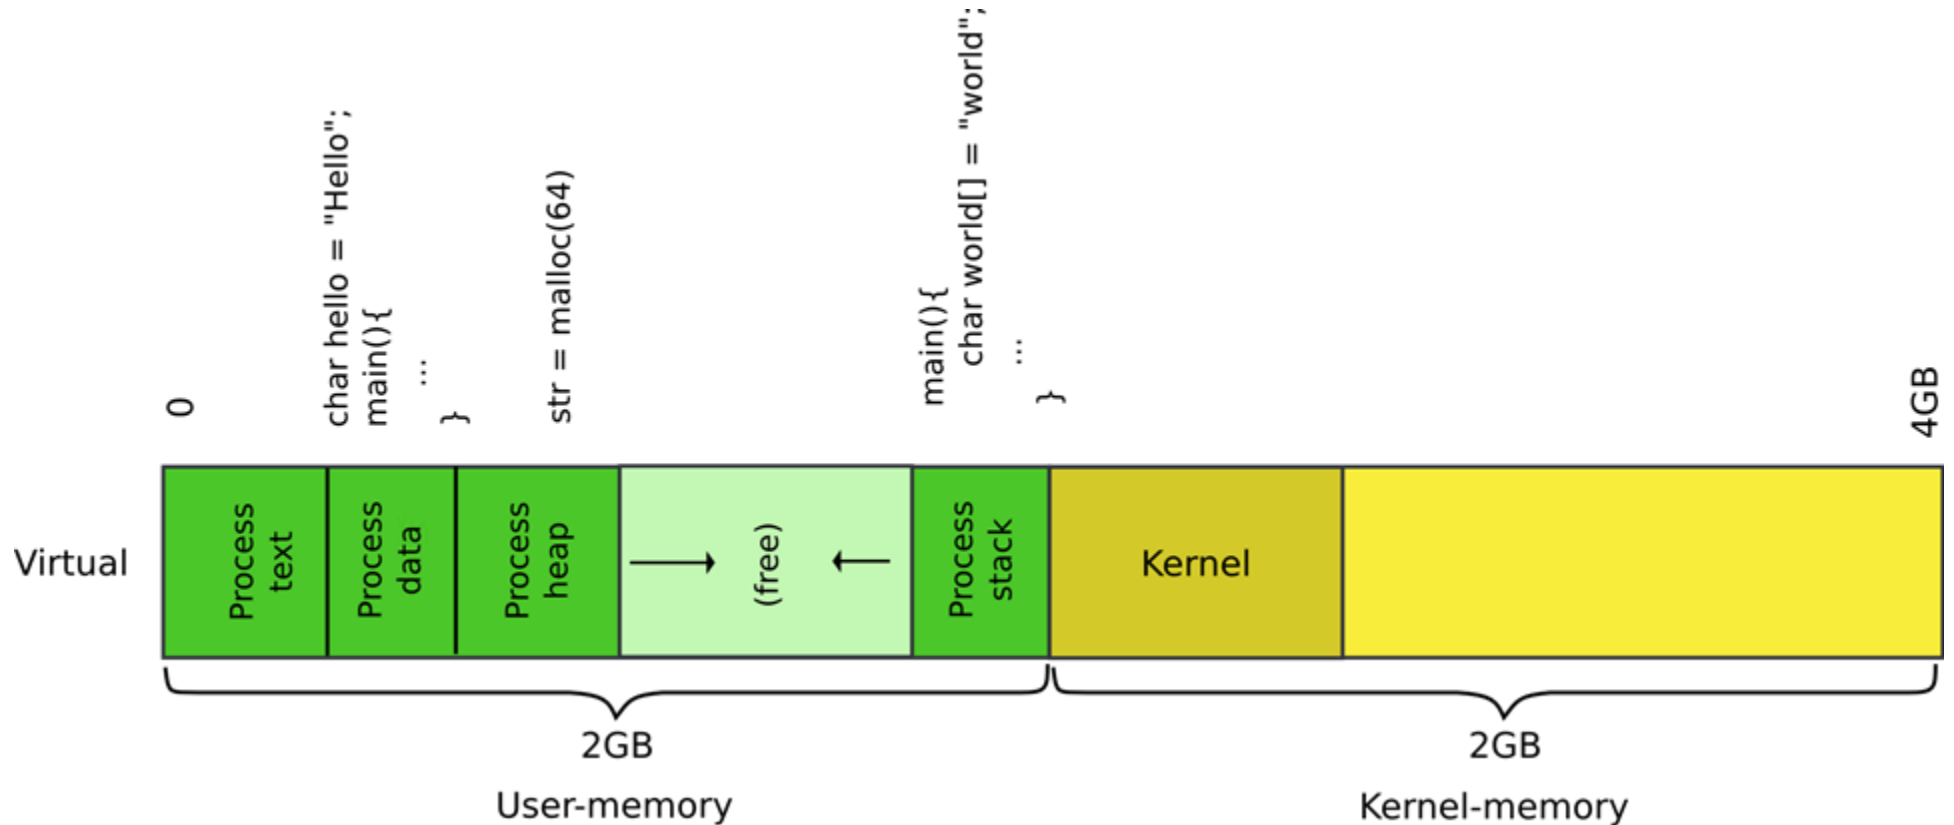 0
char hello = "Hello";
main(){
...
}
str = malloc(64)
main(){
char world[] = "world";
...
}
4GB
Virtual
Process
text
Process
data
Process
heap
(free)
Process
stack
Kernel
2GB
2GB
User-memory
Kernel-memory